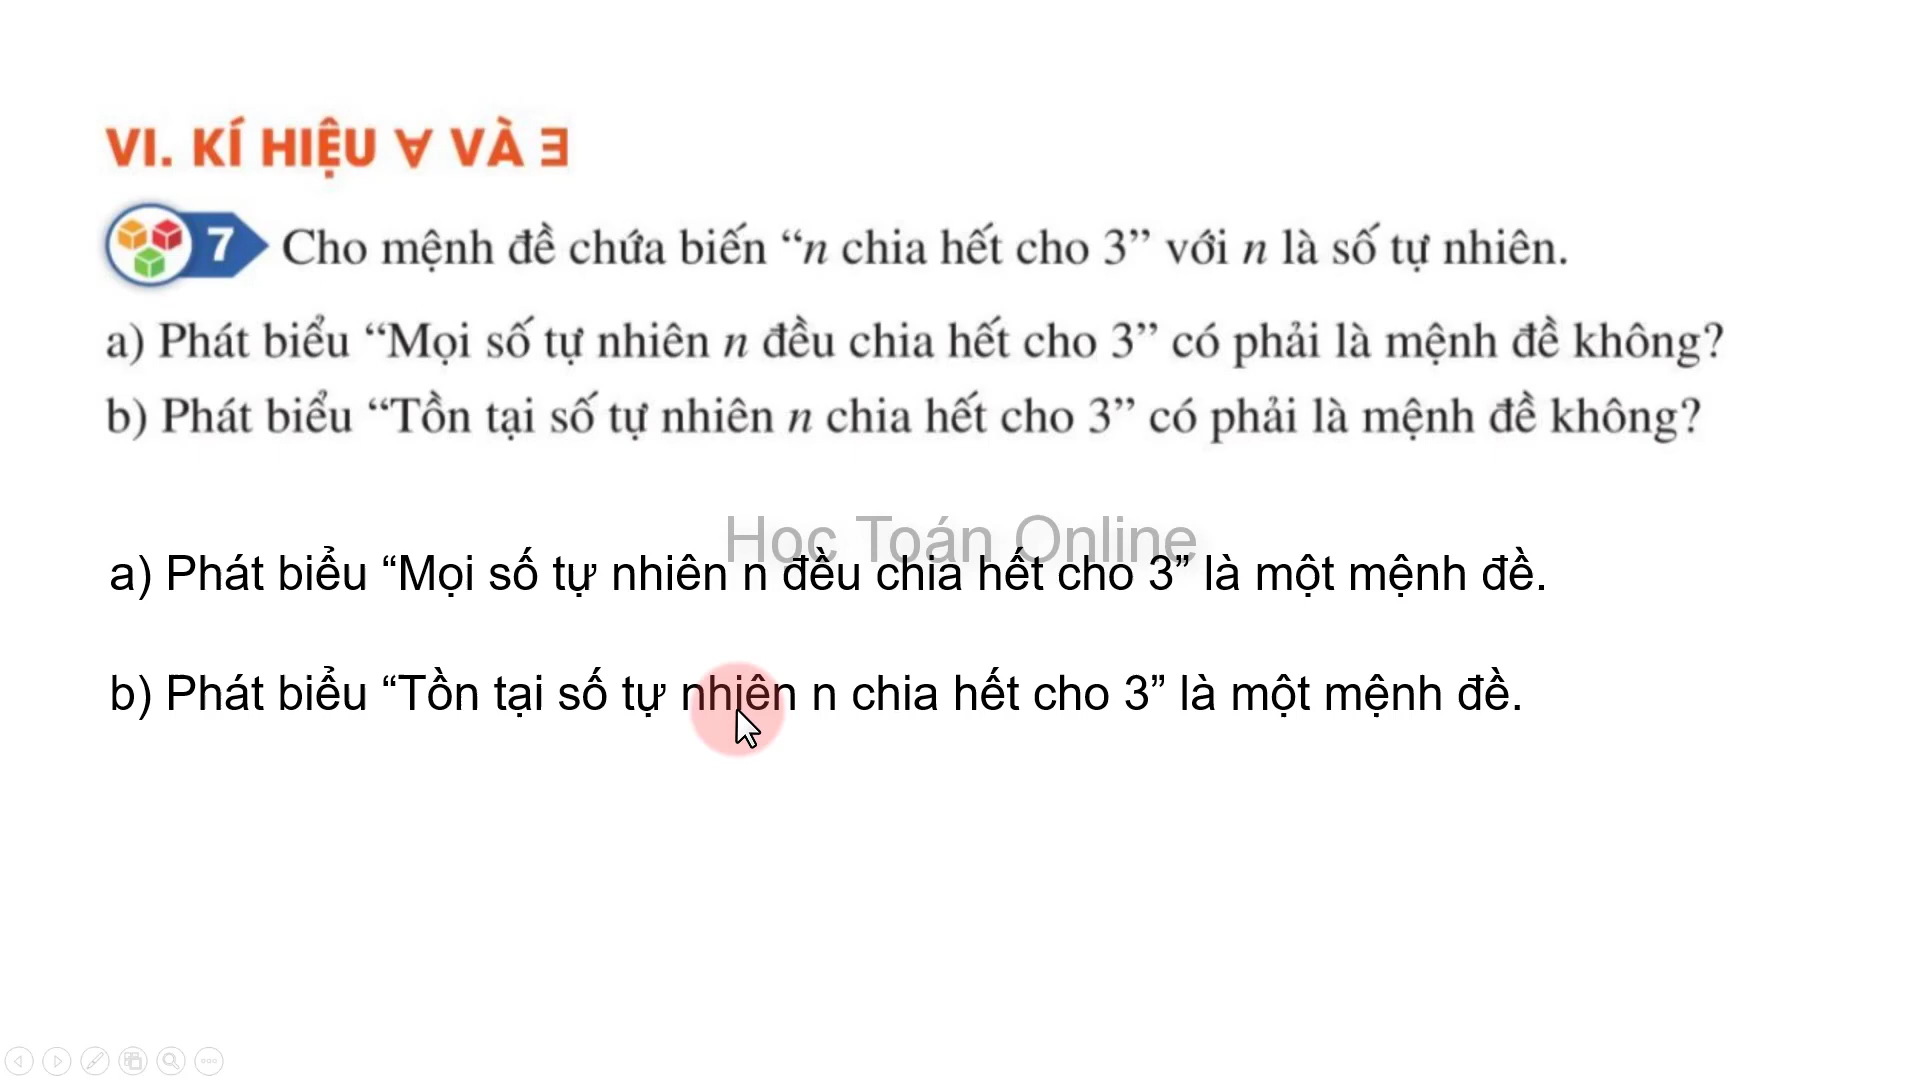 VI. KÍ HIỆU ∀ VÀ ∃
7 Cho mệnh đề chứa biến “n chia hết cho 3” với n là số tự nhiên.
a) Phát biểu “Mọi số tự nhiên n đều chia hết cho 3” có phải là mệnh đề không?
b) Phát biểu “Tồn tại số tự nhiên n chia hết cho 3” có phải là mệnh đề không?
Học Toán Online
a) Phát biểu “Mọi số tự nhiên n đều chia hết cho 3” là một mệnh đề.
b) Phát biểu “Tồn tại số tự nhiên n chia hết cho 3” là một mệnh đề.